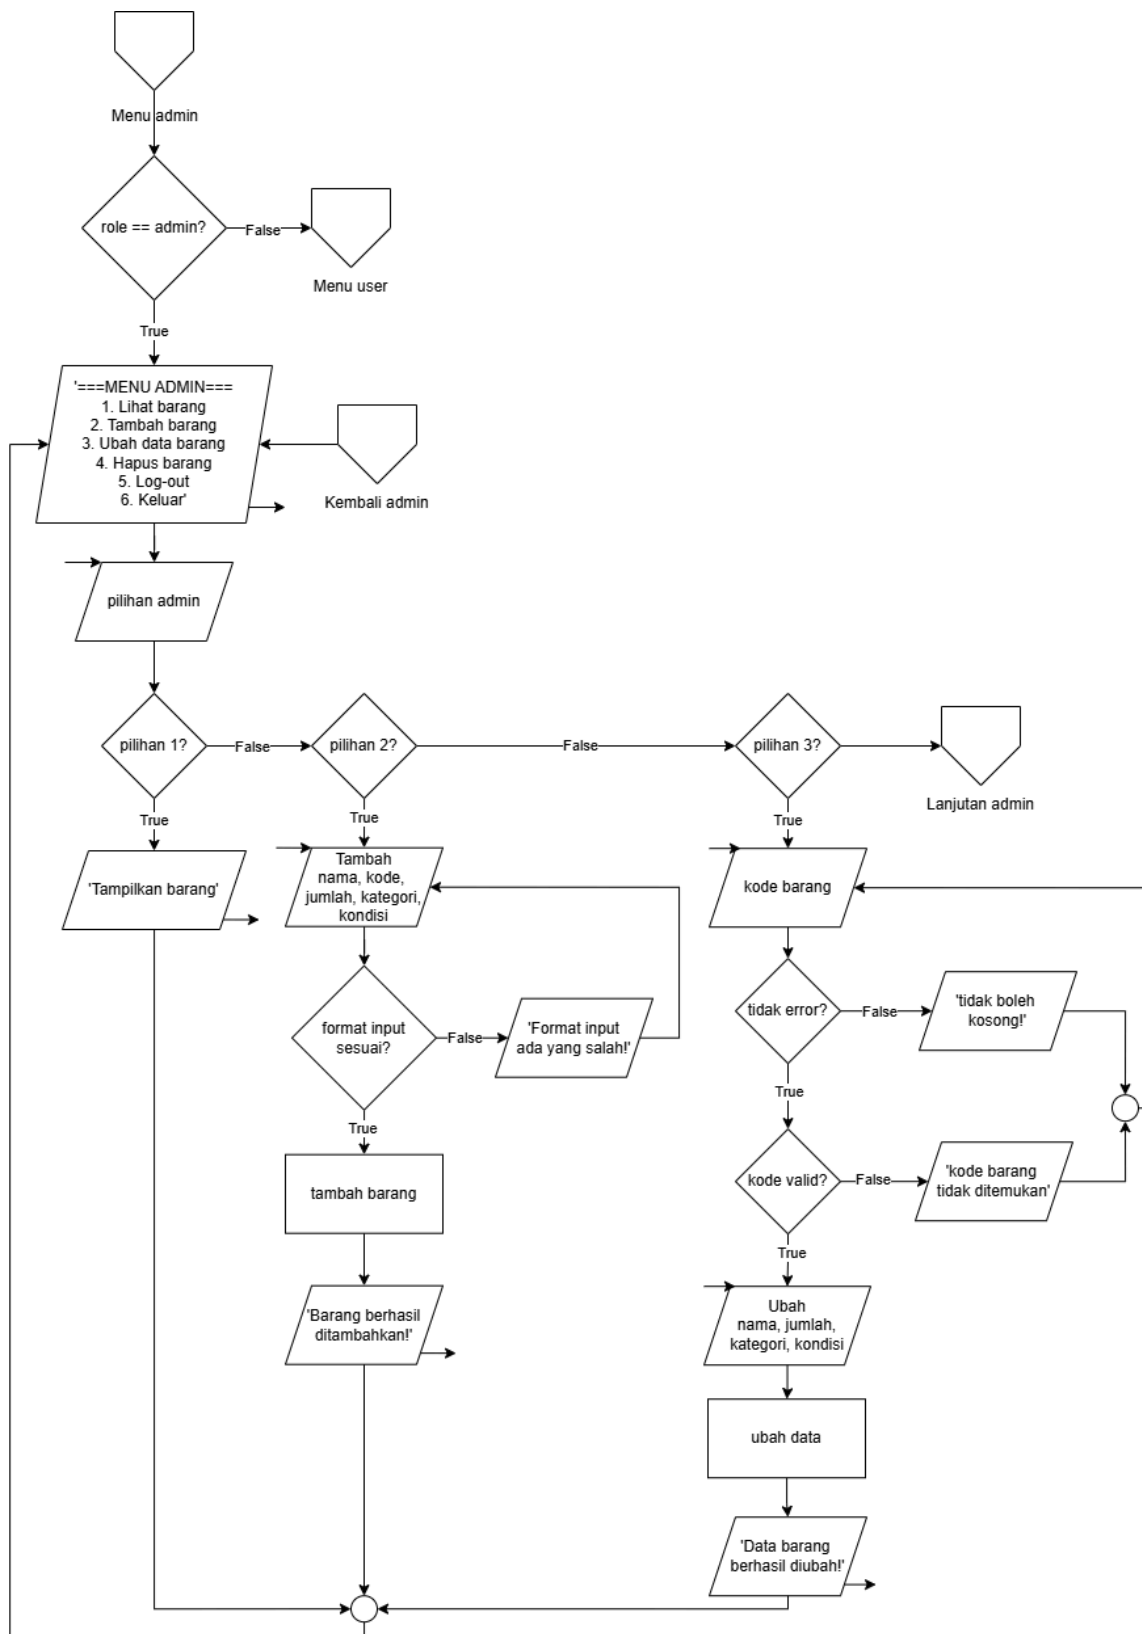 Menu admin
role == admin?
False
Menu user
True
'===MENU ADMIN===
1. Lihat barang
2. Tambah barang
3. Ubah data barang
4. Hapus barang
5. Log-out
6. Keluar'
Kembali admin
pilihan admin
pilihan 1?
False
pilihan 2?
False
pilihan 3?
Lanjutan admin
True
True
True
'Tampilkan barang'
Tambah
nama, kode,
jumlah, kategori,
kondisi
kode barang
format input
sesuai?
False
'Format input
ada yang salah!'
tidak error?
False
'tidak boleh
kosong!'
True
True
tambah barang
kode valid?
False
'kode barang
tidak ditemukan'
True
'Barang berhasil
ditambahkan!'
Ubah
nama, jumlah,
kategori, kondisi
ubah data
'Data barang
berhasil diubah!'